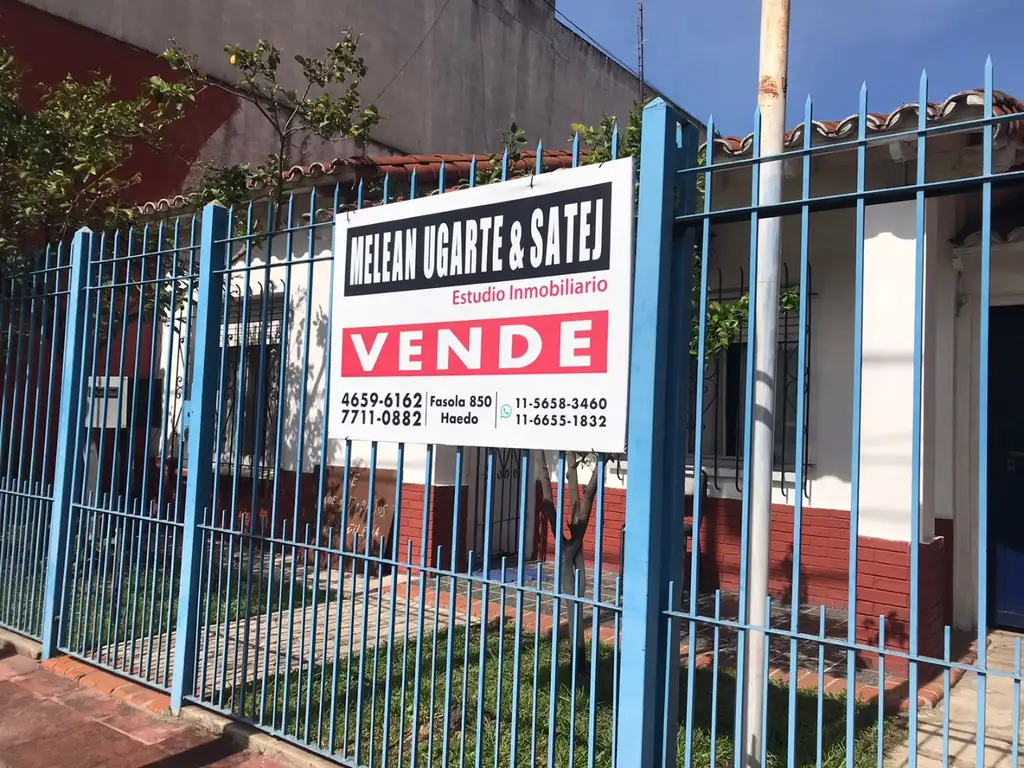 MELEAN UGARTE & SATEJ
Estudio Inmobiliario
VENDE
4659-6162
7711-0882
Fasola 850
Haedo
11-5658-3460
11-6655-1832